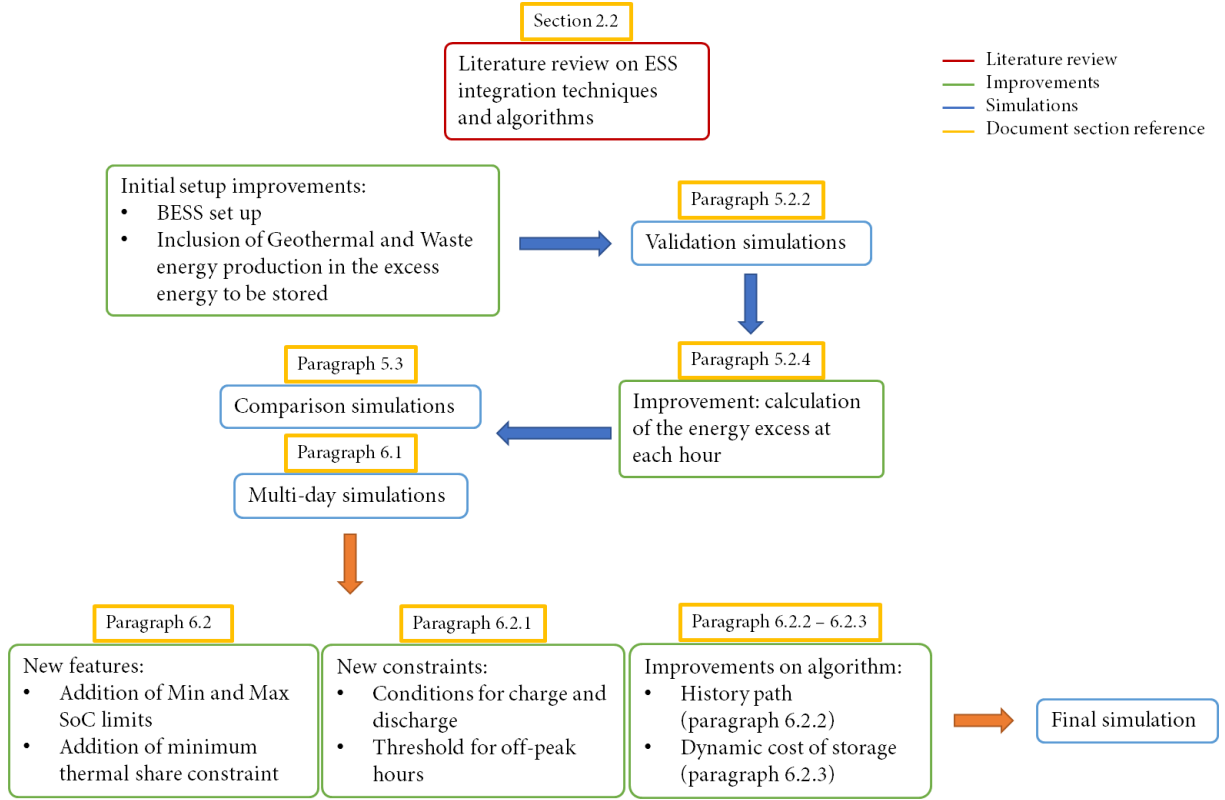 Section 2.2
Literature review on ESS
integration techniques
and algorithms
Literature review
Improvements
Simulations
Document section reference
Initial setup improvements:
• BESS set up
• Inclusion of Geothermal and Waste
energy production in the excess
energy to be stored
Paragraph 5.2.2
Validation simulations
Paragraph 5.2.4
Improvement: calculation
of the energy excess at
each hour
Paragraph 5.3
Comparison simulations
Paragraph 6.1
Multi-day simulations
Paragraph 6.2
New features:
• Addition of Min and Max
SoC limits
• Addition of minimum
thermal share constraint
Paragraph 6.2.1
New constraints:
• Conditions for charge and
discharge
• Threshold for off-peak
hours
Paragraph 6.2.2 – 6.2.3
Improvements on algorithm:
• History path
(paragraph 6.2.2)
• Dynamic cost of storage
(paragraph 6.2.3)
Final simulation